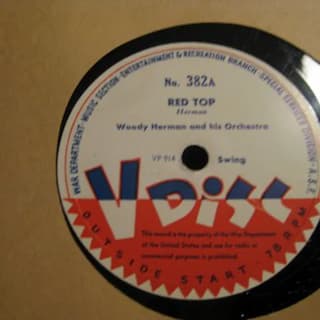 WAR DEPARTMENT · MUSIC SECTION · ENTERTAINMENT & RECREATION BRANCH · SPECIAL SERVICES DIVISION · A.S.F.
No. 382A
RED TOP
Herman
Woody Herman and his Orchestra
VP 914
Swing
V DISC
This record is the property of the War Department
of the United States and use for radio or
commercial purposes is prohibited.
OUTSIDE START · 78 RPM